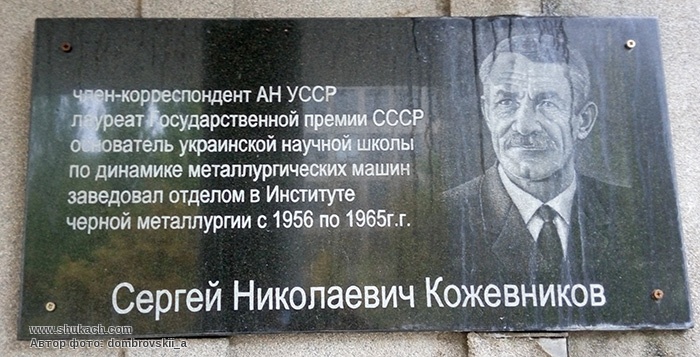 член-корреспондент АН УССР
лауреат Государственной премии СССР
основатель украинской научной школы
по динамике металлургических машин
заведовал отделом в Институте
черной металлургии с 1956 по 1965г.г.
Сергей Николаевич Кожевников
www.shukach.com
Автор фото: dombrovskii_a